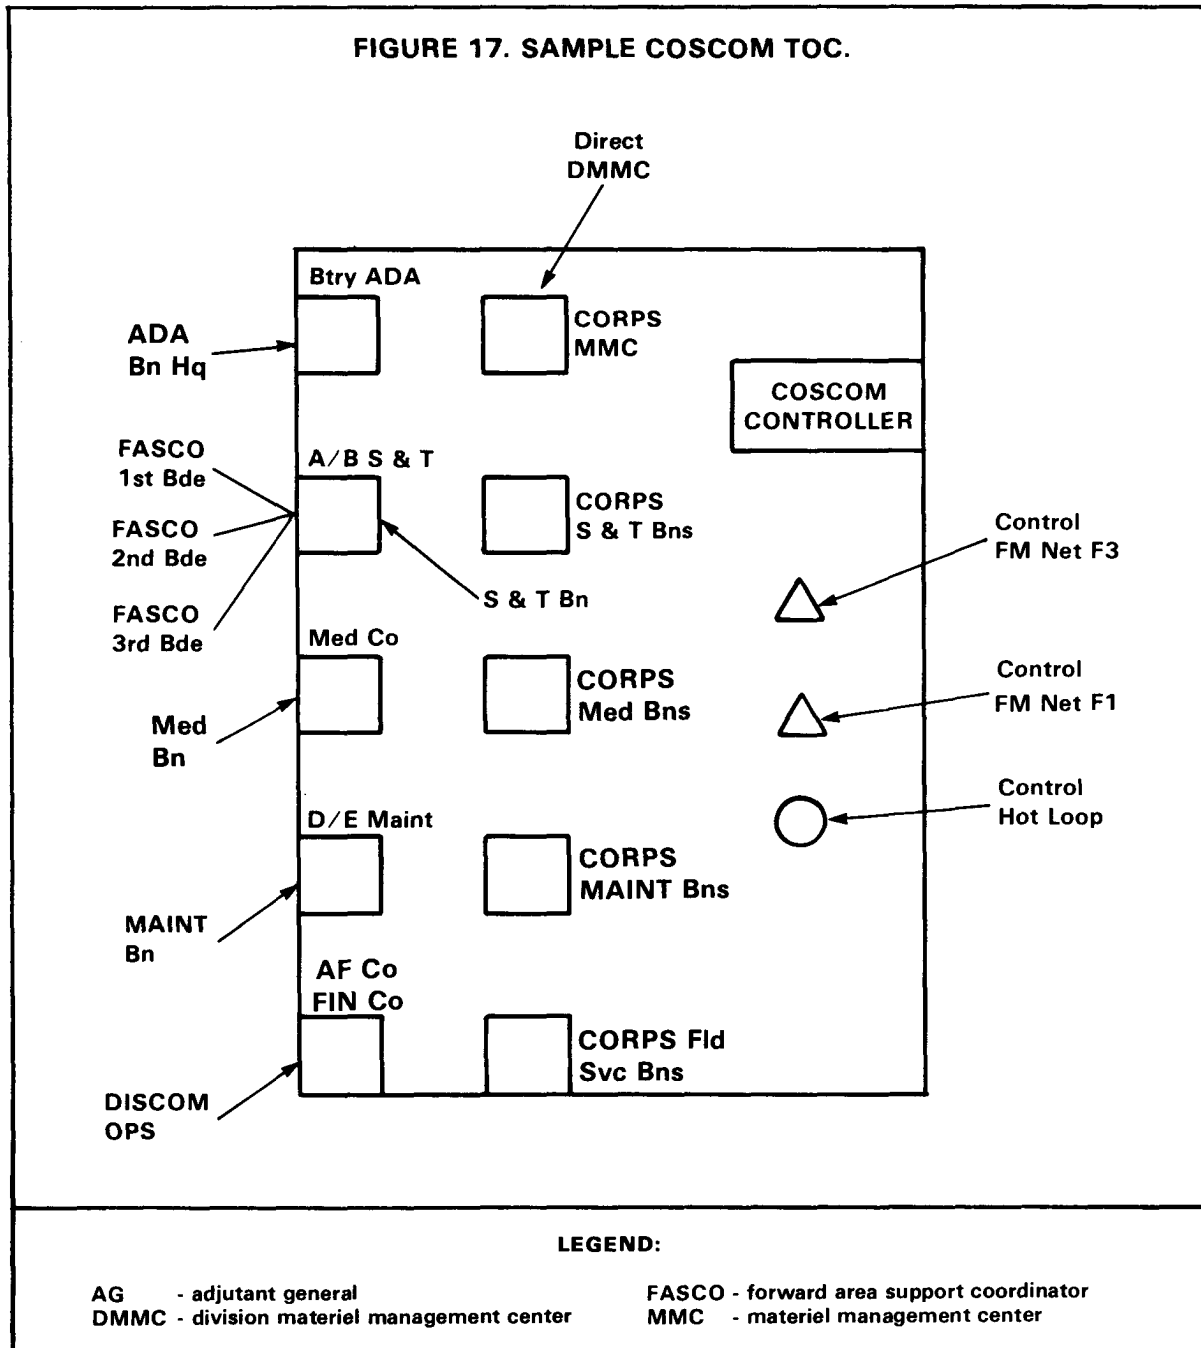 FIGURE 17. SAMPLE COSCOM TOC.
Direct
DMMC
Btry ADA
ADA
Bn Hq
CORPS
MMC
COSCOM
CONTROLLER
FASCO
1st Bde
A/B S & T
FASCO
2nd Bde
CORPS
S & T Bns
Control
FM Net F3
FASCO
3rd Bde
S & T Bn
Med Co
Med
Bn
CORPS
Med Bns
Control
FM Net F1
Control
Hot Loop
D/E Maint
MAINT
Bn
CORPS
MAINT Bns
AF Co
FIN Co
DISCOM
OPS
CORPS Fld
Svc Bns
LEGEND:
AG - adjutant general
DMMC - division materiel management center
FASCO - forward area support coordinator
MMC - materiel management center